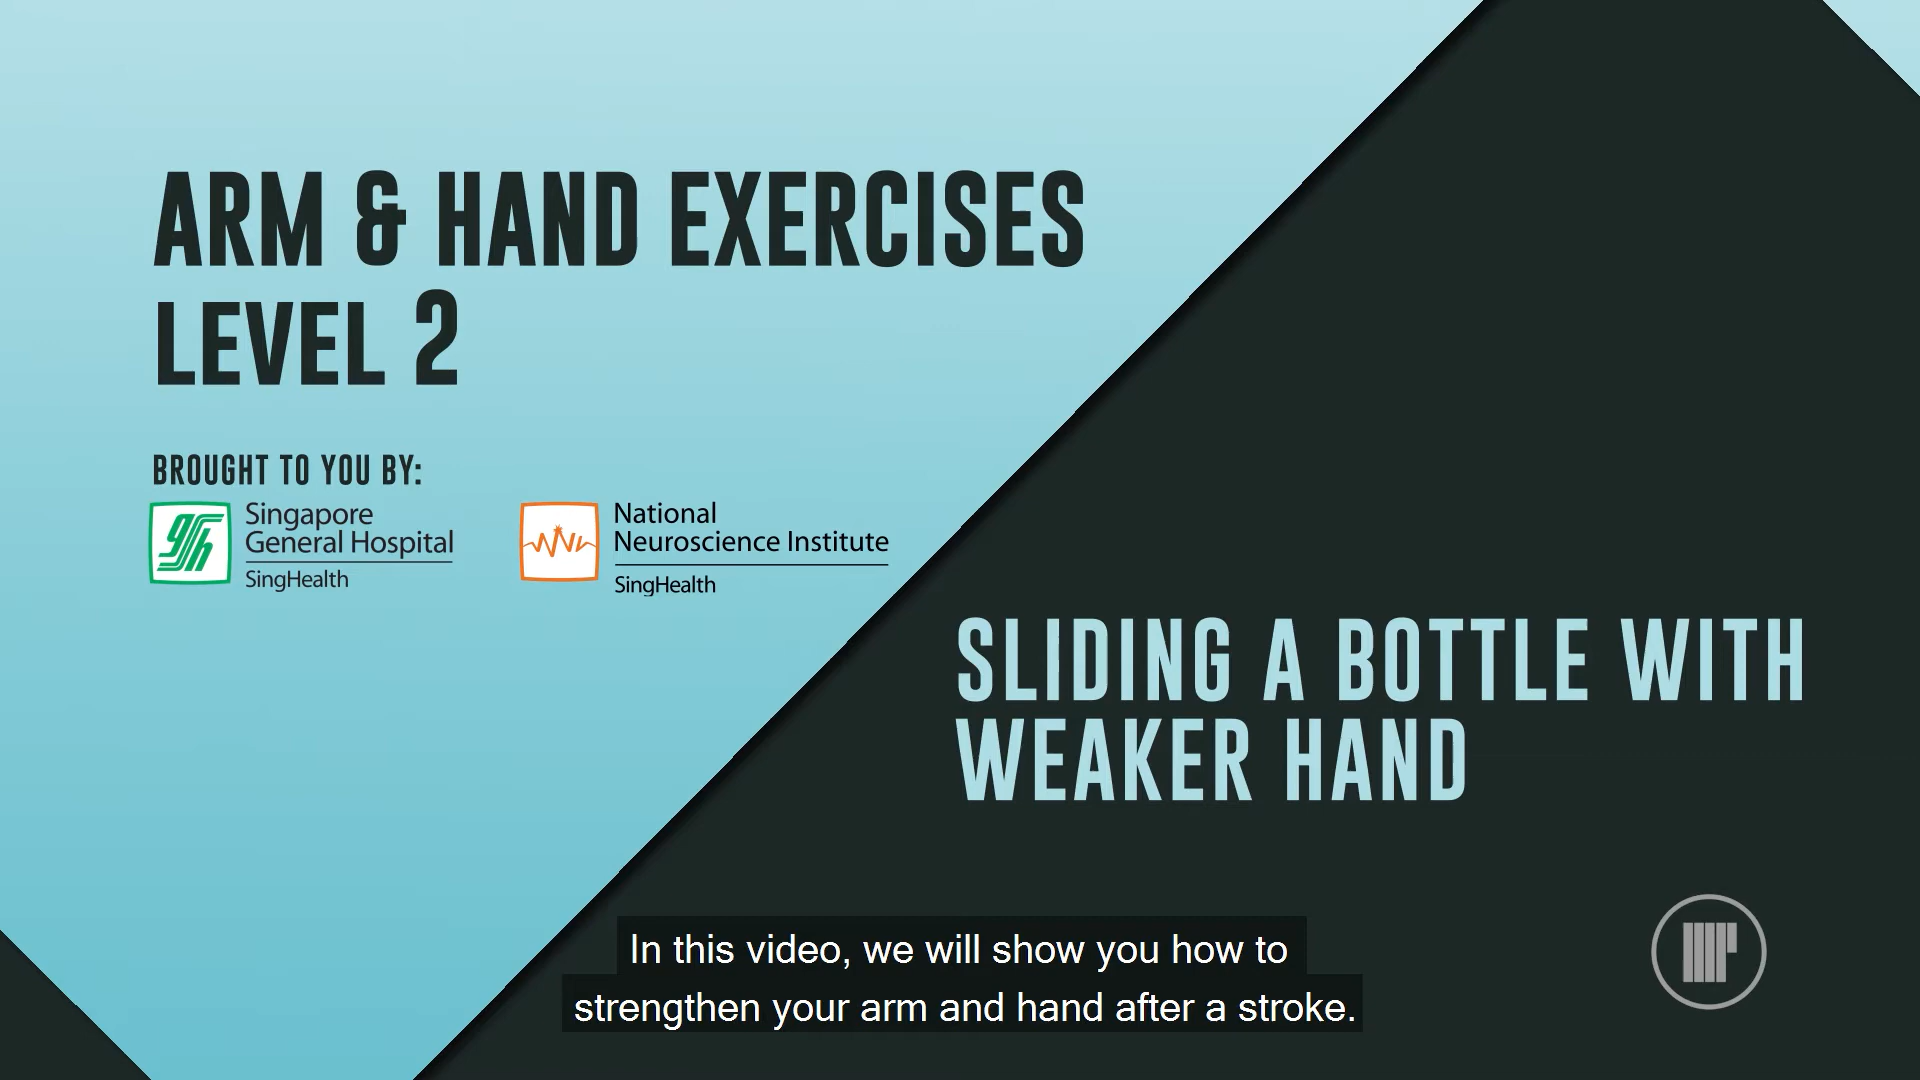 ARM & HAND EXERCISES
LEVEL 2
BROUGHT TO YOU BY:
Singapore
General Hospital
SingHealth
National
Neuroscience Institute
SingHealth
SLIDING A BOTTLE WITH
WEAKER HAND
In this video, we will show you how to
strengthen your arm and hand after a stroke.